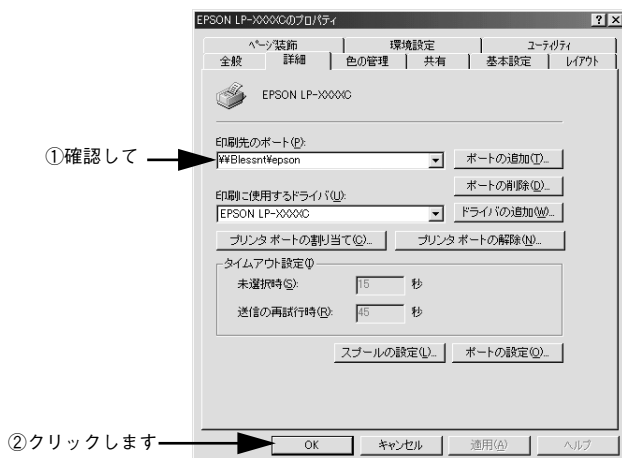 EPSON LP-XXXXCのプロパティ
ページ装飾 環境設定 ユーティリティ
全般 詳細 色の管理 共有 基本設定 レイアウト
EPSON LP-XXXXC
印刷先のポート(P):
①確認して
¥¥Blessnt¥epson
ポートの追加(T)...
ポートの削除(D)...
印刷に使用するドライバ(U):
EPSON LP-XXXXC
ドライバの追加(W)...
プリンタ ポートの割り当て(C)... プリンタ ポートの解除(N)...
タイムアウト設定(I)
未選択時(S): 15 秒
送信の再試行時(R): 45 秒
スプールの設定(L)... ポートの設定(O)...
②クリックします
OK キャンセル 適用(A) ヘルプ